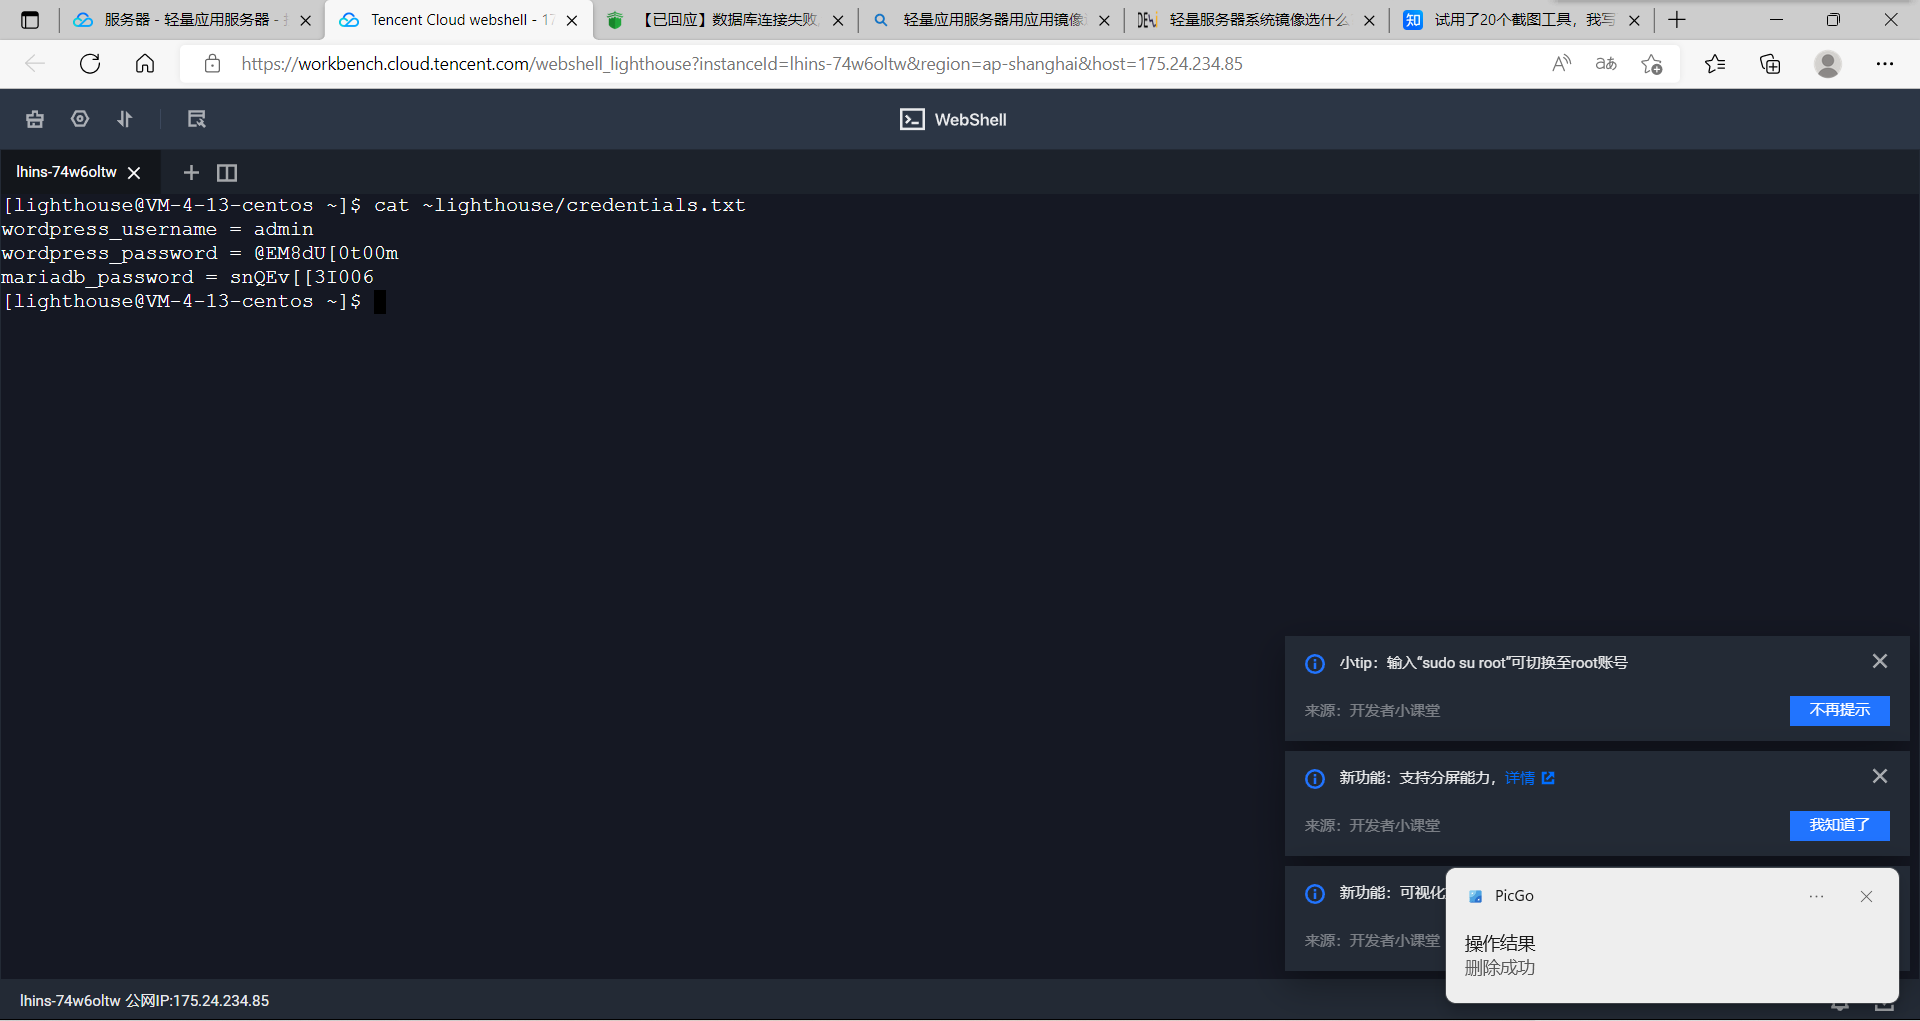 服务器 - 轻量应用服务器 -
Tencent Cloud webshell - 17
【已回应】数据库连接失败
轻量应用服务器用应用镜像
轻量服务器系统镜像选什么
知
试用了20个截图工具，我写
https://workbench.cloud.tencent.com/webshell_lighthouse?instanceId=lhins-74w6oltw&region=ap-shanghai&host=175.24.234.85
WebShell
lhins-74w6oltw
[lighthouse@VM-4-13-centos ~]$ cat ~lighthouse/credentials.txt
wordpress_username = admin
wordpress_password = @EM8dU[0t00m
mariadb_password = snQEv[[3I006
[lighthouse@VM-4-13-centos ~]$
小tip：输入“sudo su root”可切换至root账号
来源：开发者小课堂
不再提示
新功能：支持分屏能力，详情
来源：开发者小课堂
我知道了
新功能：可视化
来源：开发者小课堂
PicGo
操作结果
删除成功
lhins-74w6oltw 公网IP:175.24.234.85